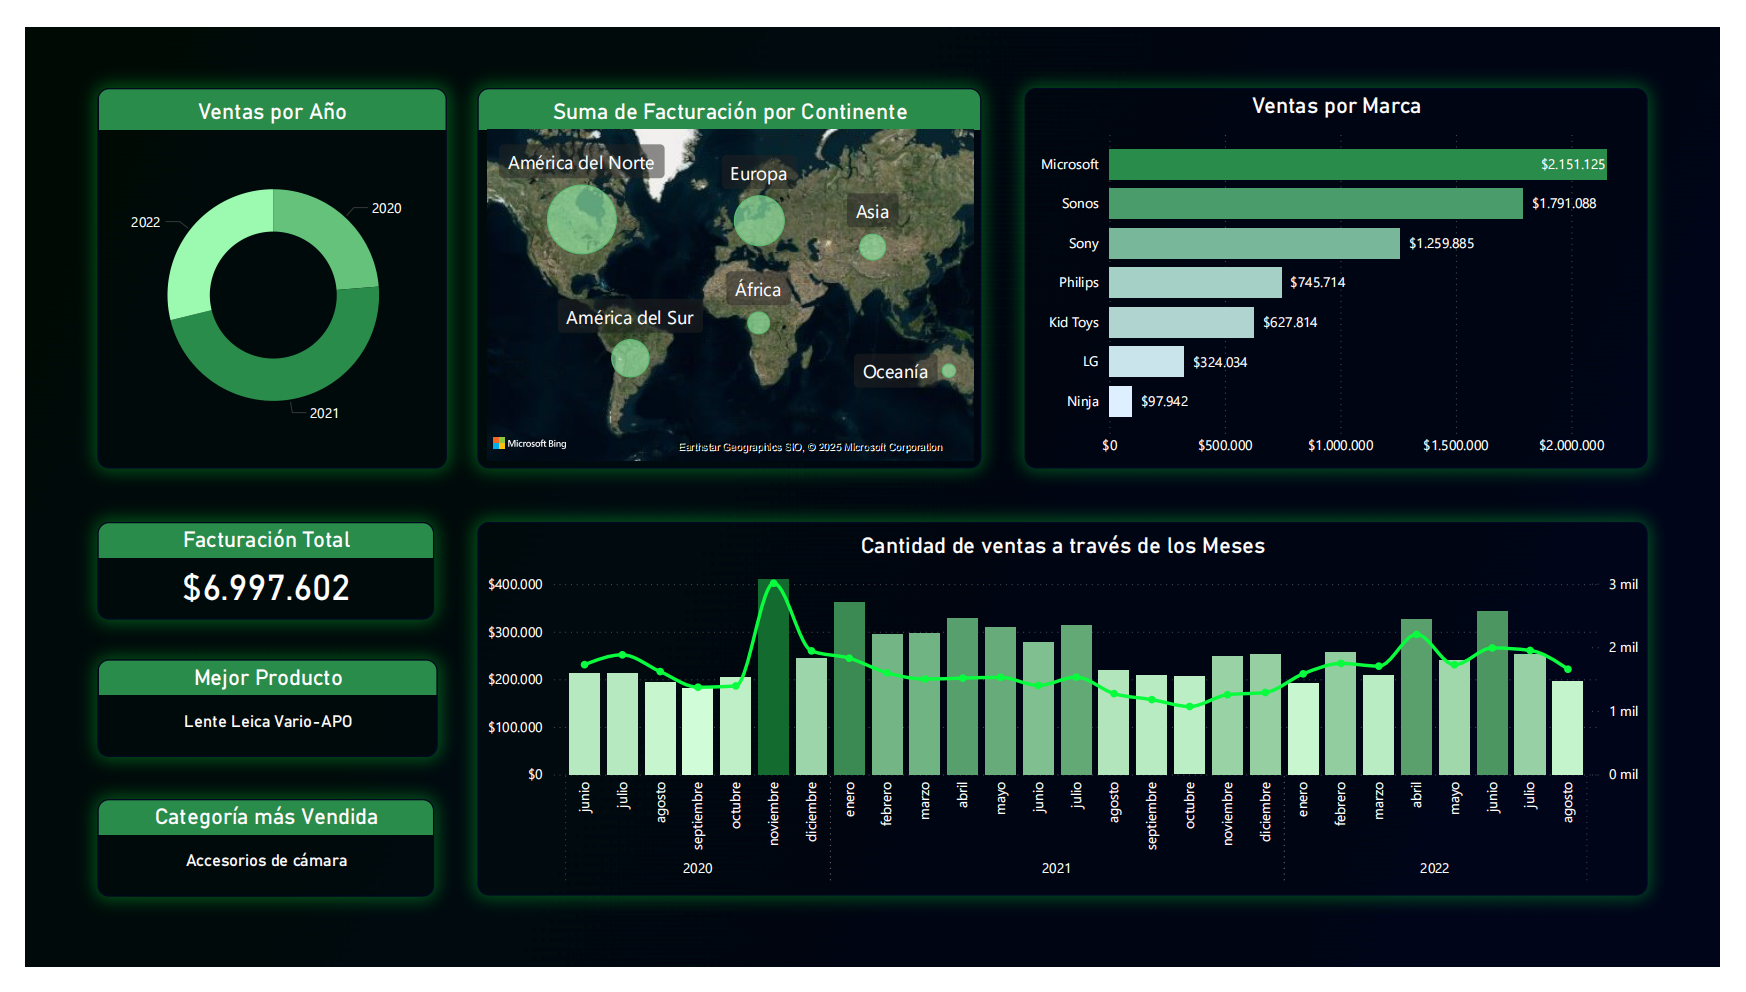 Ventas por Año
2020
2022
2021
Suma de Facturación por Continente
América del Norte
Europa
Asia
África
América del Sur
Oceanía
Microsoft Bing
Earthstar Geographics SIO, © 2025 Microsoft Corporation
Ventas por Marca
Microsoft $2.151.125
Sonos $1.791.088
Sony $1.259.885
Philips $745.714
Kid Toys $627.814
LG $324.034
Ninja $97.942
$0 $500.000 $1.000.000 $1.500.000 $2.000.000
Facturación Total
$6.997.602
Mejor Producto
Lente Leica Vario-APO
Categoría más Vendida
Accesorios de cámara
Cantidad de ventas a través de los Meses
$400.000 3 mil
$300.000
2 mil
$200.000
1 mil
$100.000
$0 0 mil
junio julio agosto septiembre octubre noviembre diciembre enero febrero marzo abril mayo junio julio agosto septiembre octubre noviembre diciembre enero febrero marzo abril mayo junio julio agosto
2020 2021 2022